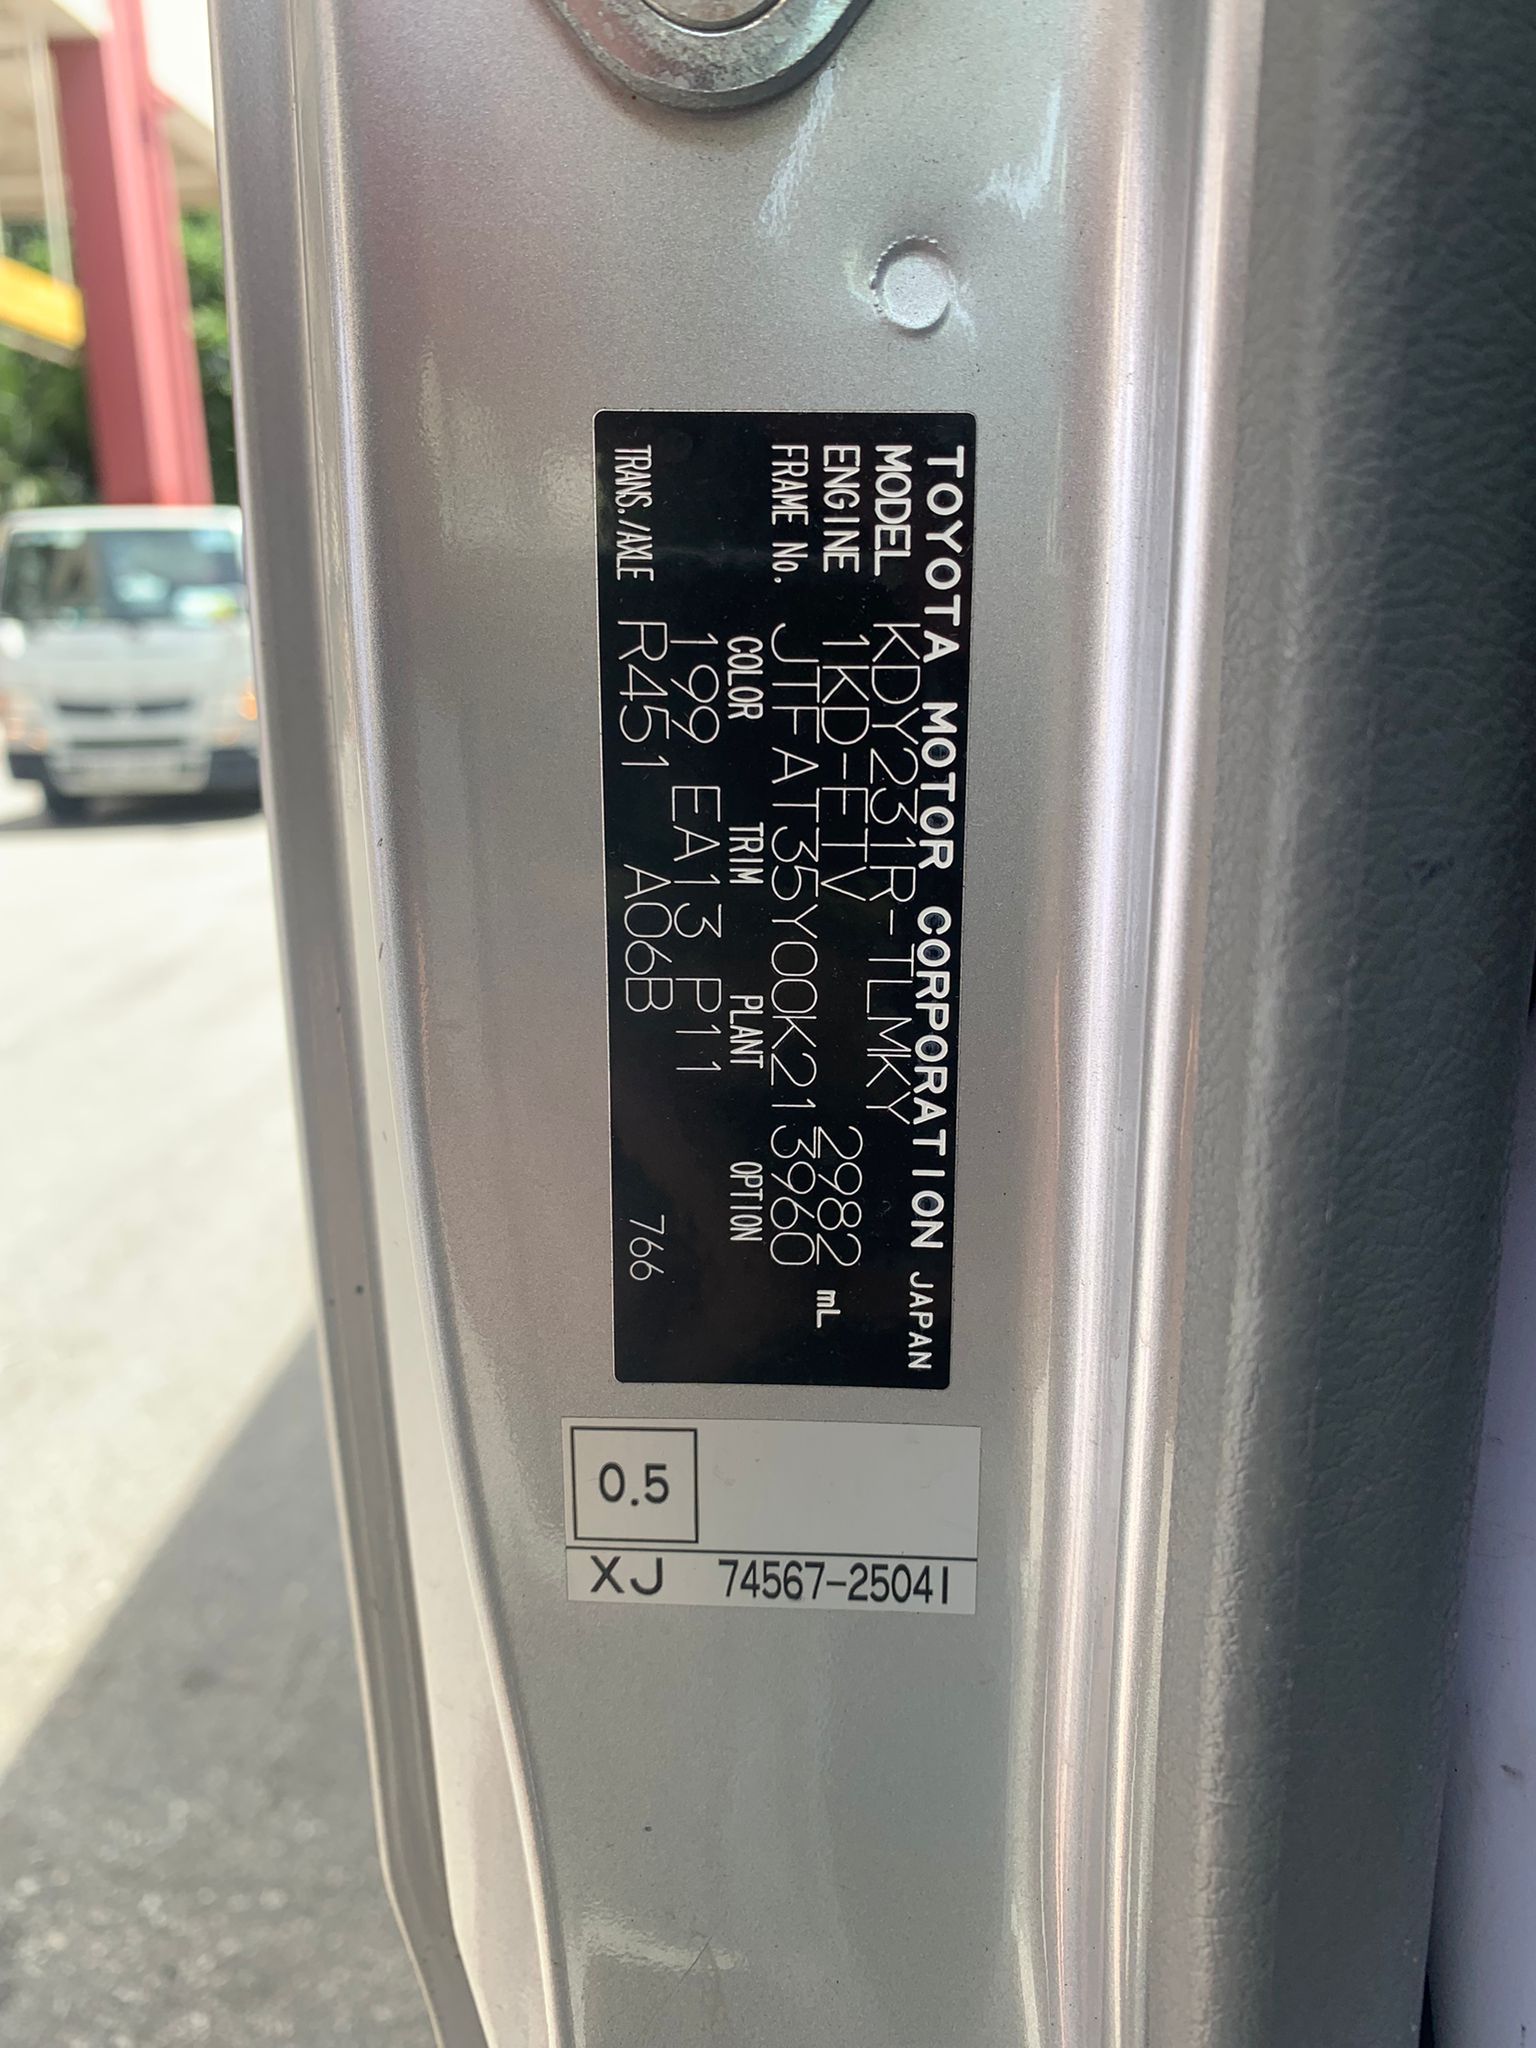 TOYOTA MOTOR CORPORATION JAPAN
MODEL KDY231R-TLMKY
ENGINE 1KD-FTV 2982 mL
FRAME No. JTFAT35Y00K213960
COLOR TRIM PLANT OPTION
199 EA13 P11
TRANS./AXLE R451 A06B 766
0.5
XJ 74567-25041